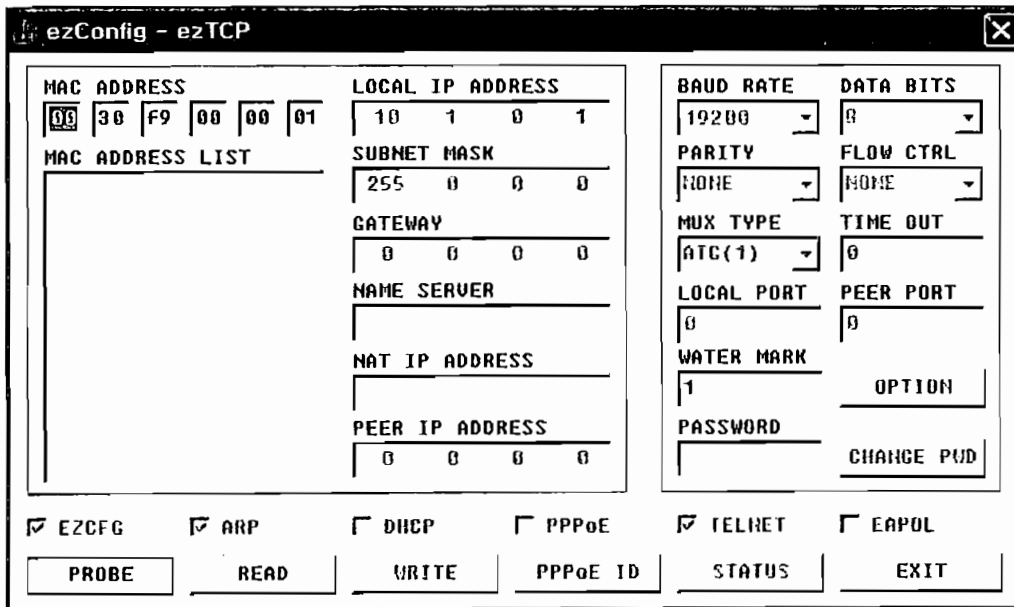 ezConfig - ezTCP
MAC ADDRESS
00 30 f9 00 00 01
MAC ADDRESS LIST
LOCAL IP ADDRESS
10 1 0 1
SUBNET MASK
255 0 0 0
GATEWAY
0 0 0 0
NAME SERVER
NAT IP ADDRESS
PEER IP ADDRESS
0 0 0 0
BAUD RATE DATA BITS
19200 8
PARITY FLOW CTRL
NONE NONE
MUX TYPE TIME OUT
ATC(1) 0
LOCAL PORT PEER PORT
0 0
WATER MARK
1 OPTION
PASSWORD
CHANGE PWD
EZCFG ARP DHCP PPPoE TELNET EAPOL
PROBE READ WRITE PPPoE ID STATUS EXIT